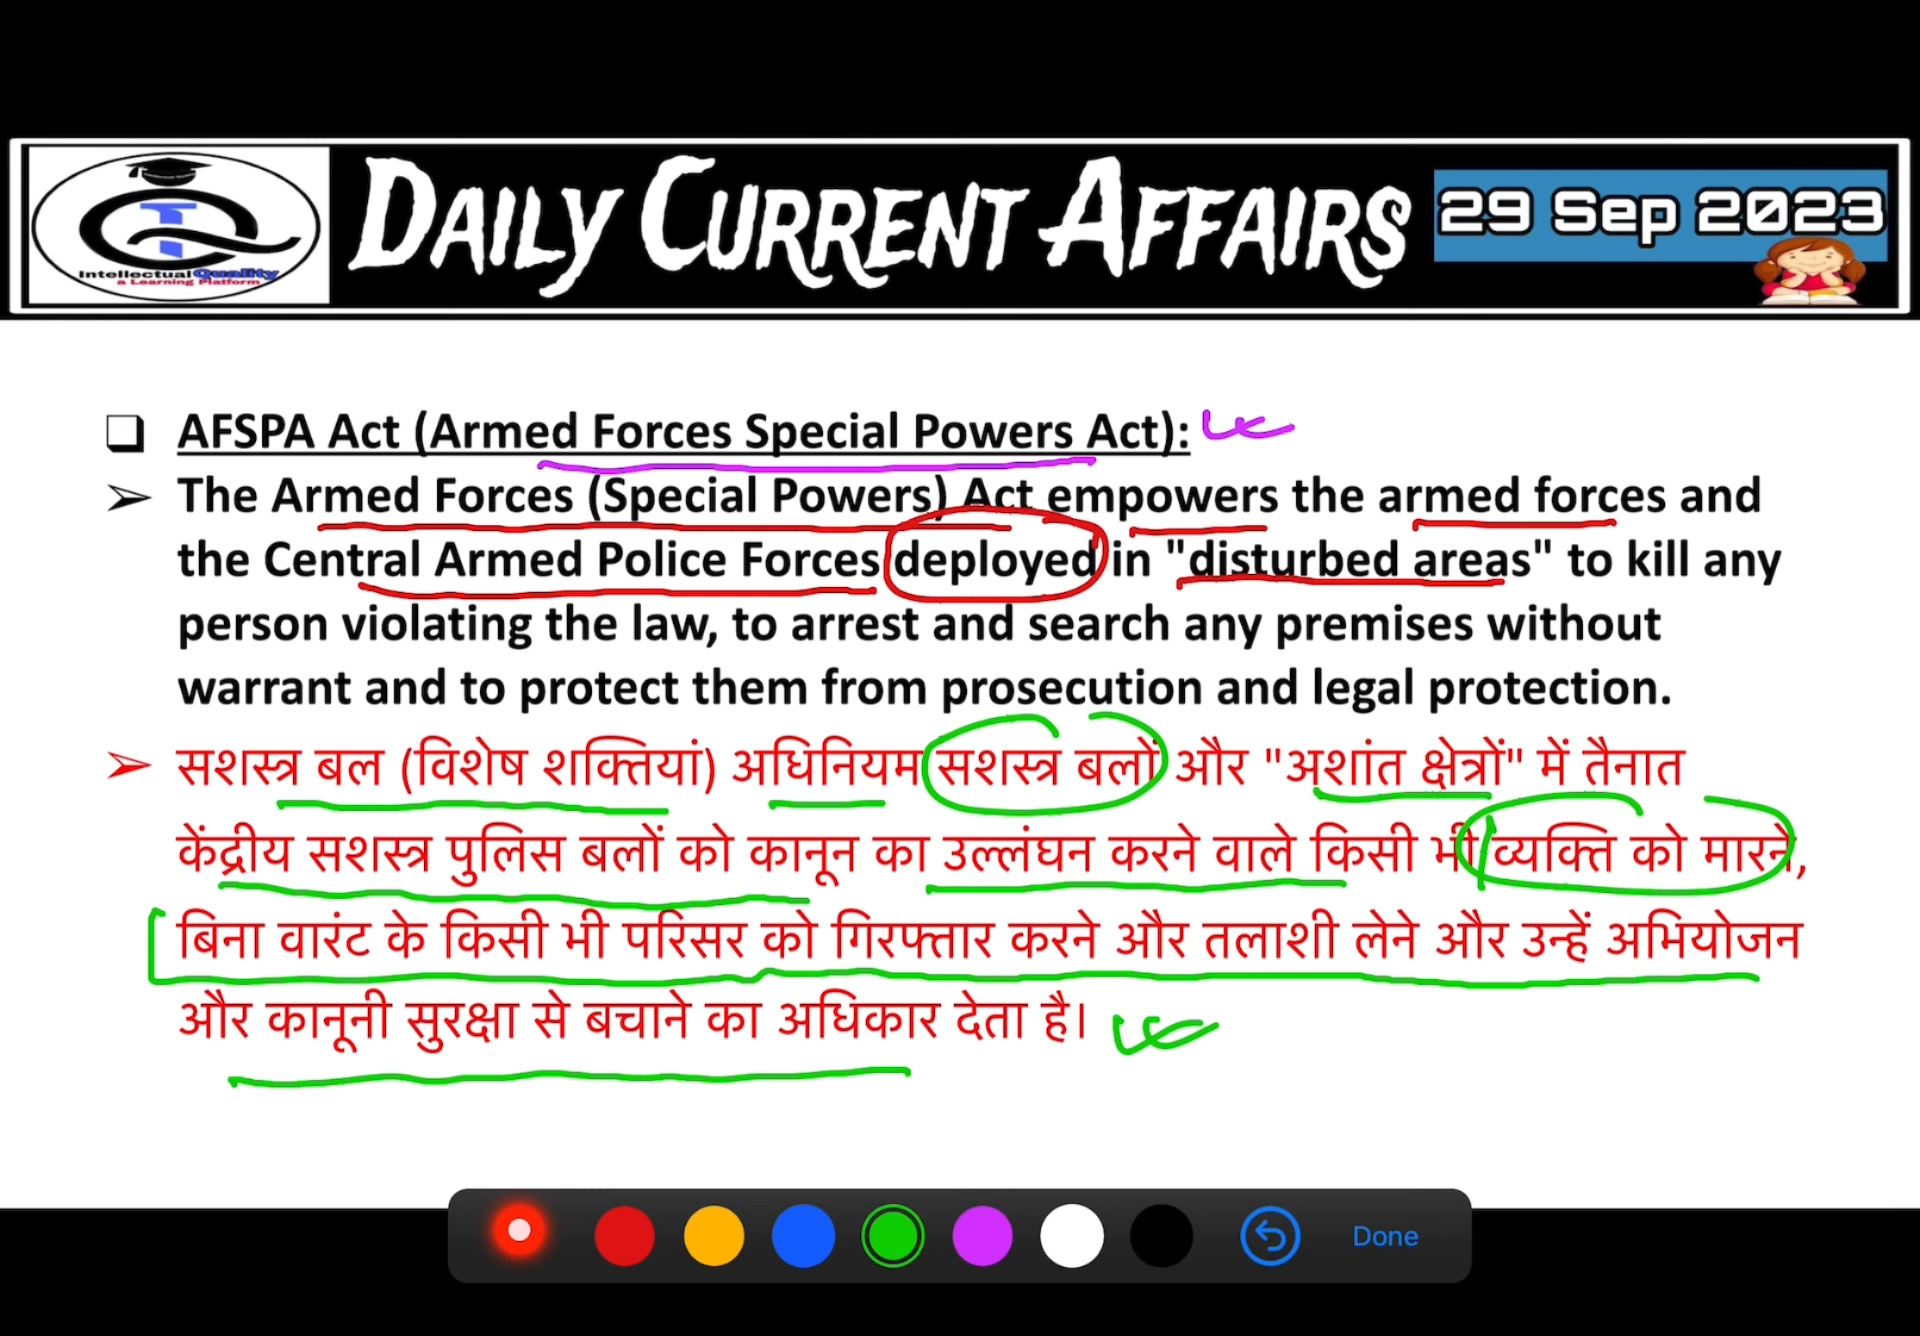 IntellectualQuality
a Learning Platform
DAILY CURRENT AFFAIRS
29 Sep 2023
AFSPA Act (Armed Forces Special Powers Act):
The Armed Forces (Special Powers) Act empowers the armed forces and
the Central Armed Police Forces deployed in "disturbed areas" to kill any
person violating the law, to arrest and search any premises without
warrant and to protect them from prosecution and legal protection.
सशस्त्र बल (विशेष शक्तियां) अधिनियम सशस्त्र बलों और "अशांत क्षेत्रों" में तैनात
केंद्रीय सशस्त्र पुलिस बलों को कानून का उल्लंघन करने वाले किसी भी व्यक्ति को मारने,
बिना वारंट के किसी भी परिसर को गिरफ्तार करने और तलाशी लेने और उन्हें अभियोजन
और कानूनी सुरक्षा से बचाने का अधिकार देता है।
Done